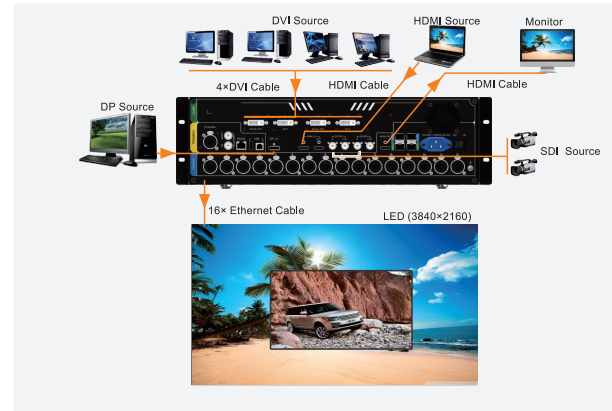 DVI Source
HDMI Source
Monitor
4×DVI Cable
HDMI Cable
HDMI Cable
DP Source
SDI Source
16× Ethernet Cable
LED (3840×2160)